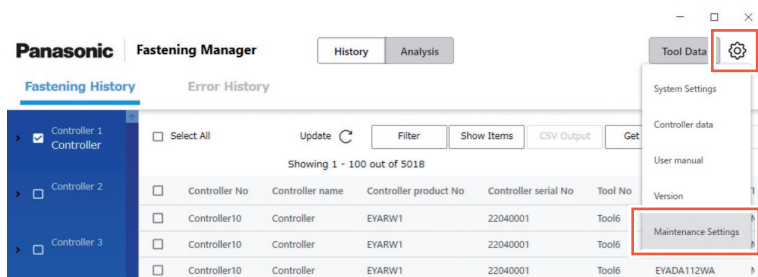 Panasonic Fastening Manager History Analysis Tool Data
Fastening History Error History
System Settings
Controller data
User manual
Version
Maintenance Settings
Controller 1
Controller
Controller 2
Controller 3
Select All Update Filter Show Items CSV Output Get
Showing 1 - 100 out of 5018
Controller No Controller name Controller product No Controller serial No Tool No
Controller10 Controller EYARW1 22040001 Tool6
Controller10 Controller EYARW1 22040001 Tool6
Controller10 Controller EYARW1 22040001 Tool6 EYADA112WA